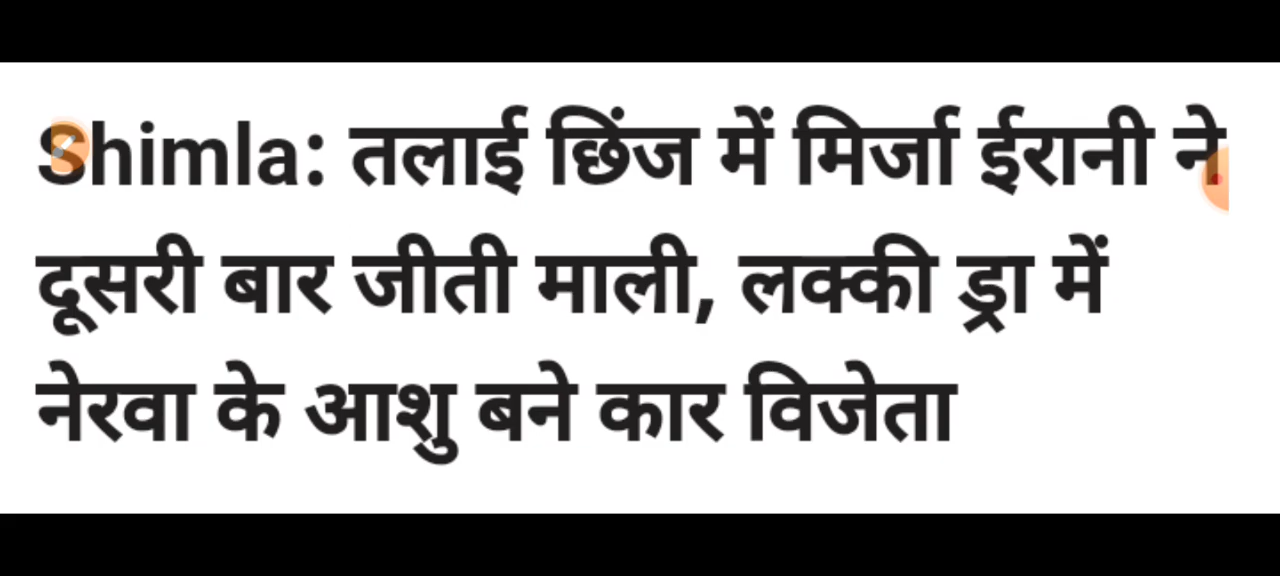 Shimla: तलाई छिंज में मिर्जा ईरानी ने
दूसरी बार जीती माली, लक्की ड्रा में
नेरवा के आशु बने कार विजेता